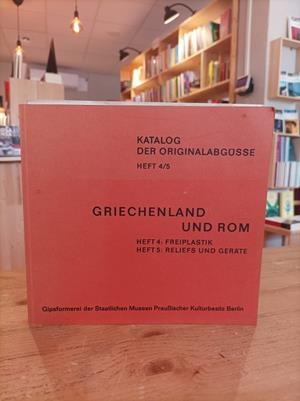 KATALOG
DER ORIGINALABGÜSSE
HEFT 4/5
GRIECHENLAND
UND ROM
HEFT 4: FREIPLASTIK
HEFT 5: RELIEFS UND GERÄTE
Gipsformerei der Staatlichen Museen Preußischer Kulturbesitz Berlin